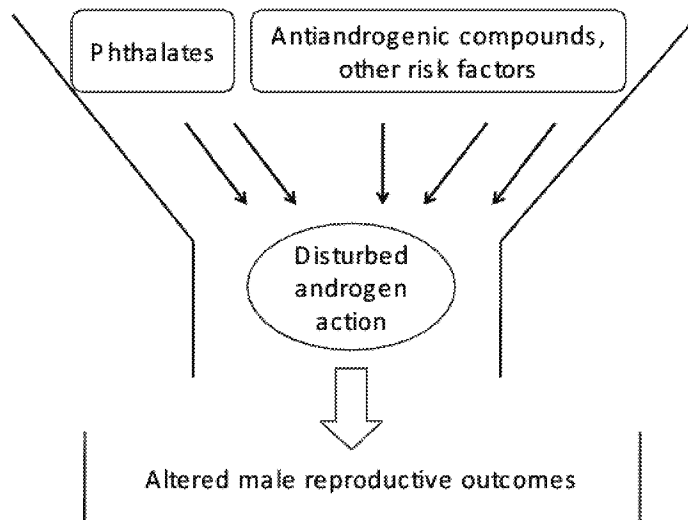 Phthalates
Antiandrogenic compounds,
other risk factors
Disturbed
androgen
action
Altered male reproductive outcomes